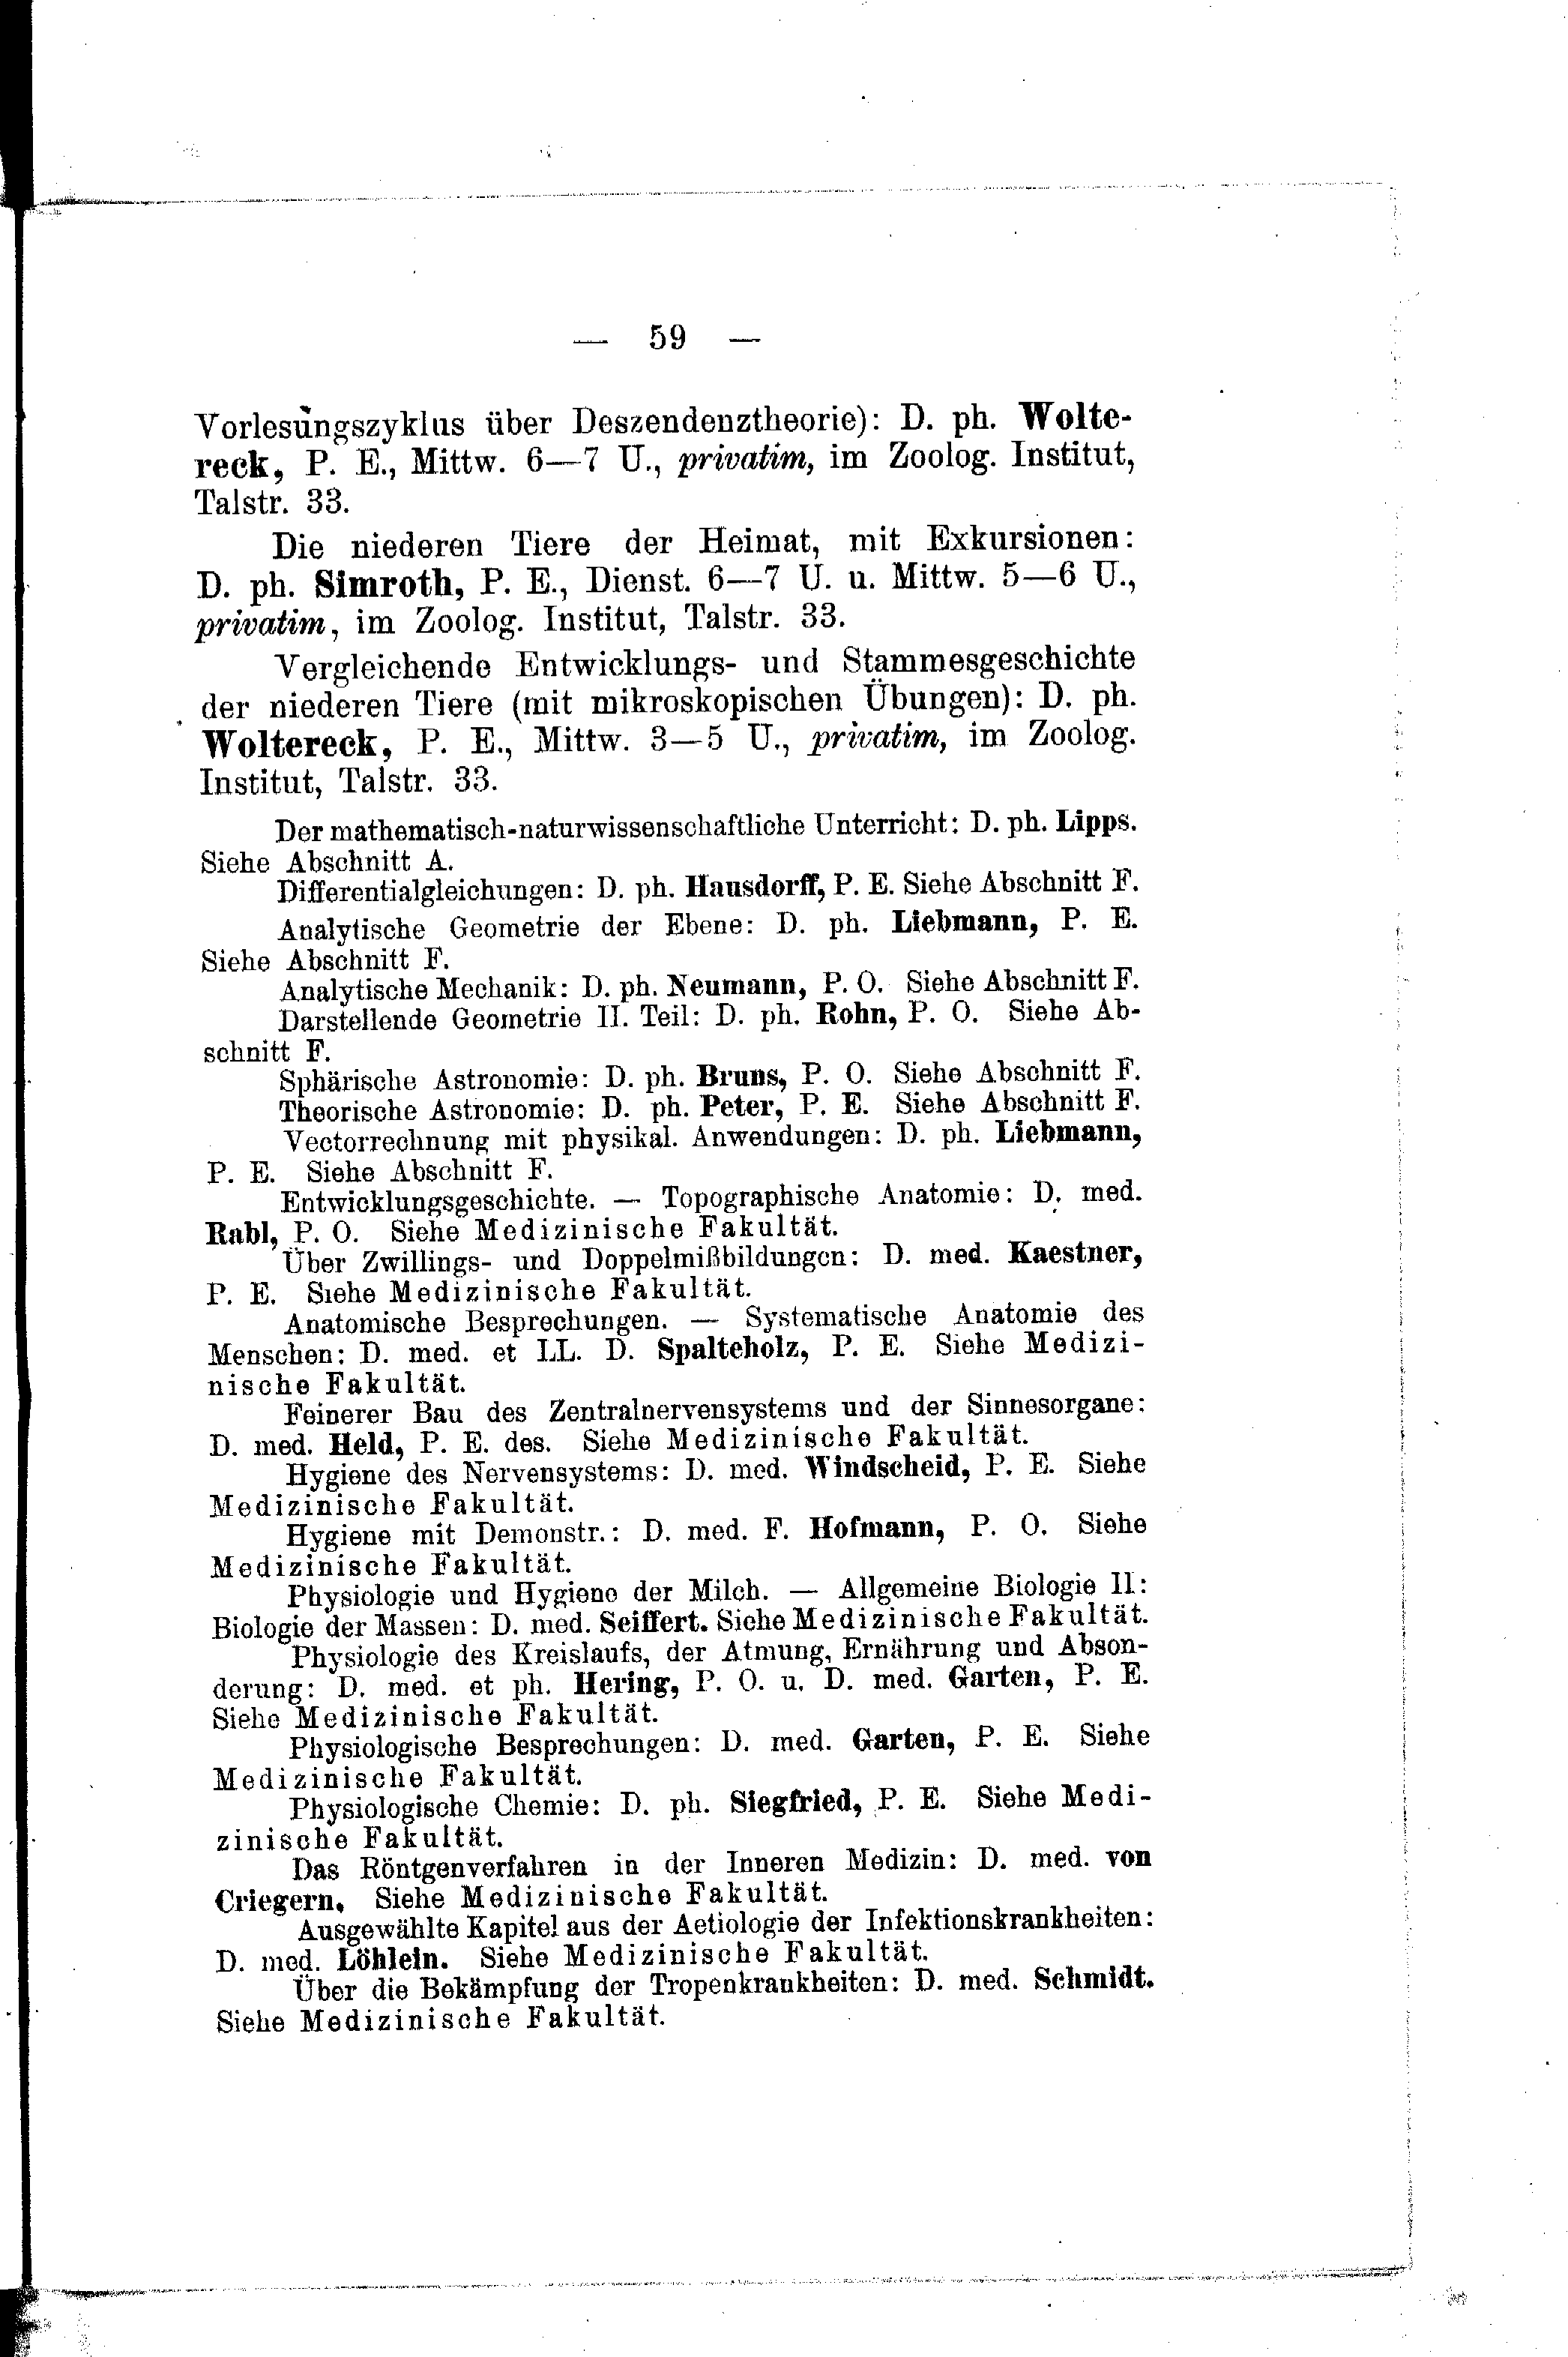 — 59 —
Vorlesungszyklus über Deszendenztheorie): D. ph. Wolte-
reck, P. E., Mittw. 6—7 U., privatim, im Zoolog. Institut,
Talstr. 33.
Die niederen Tiere der Heimat, mit Exkursionen:
D. ph. Simroth, P. E., Dienst. 6—7 U. u. Mittw. 5—6 U.,
privatim, im Zoolog. Institut, Talstr. 33.
Vergleichende Entwicklungs- und Stammesgeschichte
der niederen Tiere (mit mikroskopischen Übungen): D. ph.
Woltereck, P. E., Mittw. 3—5 U., privatim, im Zoolog.
Institut, Talstr. 33.
Der mathematisch-naturwissenschaftliche Unterricht: D. ph. Lipps.
Siehe Abschnitt A.
Differentialgleichungen: D. ph. Hausdorff, P. E. Siehe Abschnitt F.
Analytische Geometrie der Ebene: D. ph. Liebmann, P. E.
Siehe Abschnitt F.
Analytische Mechanik: D. ph. Neumann, P. O. Siehe Abschnitt F.
Darstellende Geometrie II. Teil: D. ph. Rohn, P. O. Siehe Ab-
schnitt F.
Sphärische Astronomie: D. ph. Bruns, P. O. Siehe Abschnitt F.
Theorische Astronomie: D. ph. Peter, P. E. Siehe Abschnitt F.
Vectorrechnung mit physikal. Anwendungen: D. ph. Liebmann,
P. E. Siehe Abschnitt F.
Entwicklungsgeschichte. — Topographische Anatomie: D. med.
Rabl, P. O. Siehe Medizinische Fakultät.
Über Zwillings- und Doppelmißbildungen: D. med. Kaestner,
P. E. Siehe Medizinische Fakultät.
Anatomische Besprechungen. — Systematische Anatomie des
Menschen: D. med. et LL. D. Spalteholz, P. E. Siehe Medizi-
nische Fakultät.
Feinerer Bau des Zentralnervensystems und der Sinnesorgane:
D. med. Held, P. E. des. Siehe Medizinische Fakultät.
Hygiene des Nervensystems: D. med. Windscheid, P. E. Siehe
Medizinische Fakultät.
Hygiene mit Demonstr.: D. med. F. Hofmann, P. O. Siehe
Medizinische Fakultät.
Physiologie und Hygiene der Milch. — Allgemeine Biologie II:
Biologie der Massen: D. med. Seiffert. Siehe Medizinische Fakultät.
Physiologie des Kreislaufs, der Atmung, Ernährung und Abson-
derung: D. med. et ph. Hering, P. O. u. D. med. Garten, P. E.
Siehe Medizinische Fakultät.
Physiologische Besprechungen: D. med. Garten, P. E. Siehe
Medizinische Fakultät.
Physiologische Chemie: D. ph. Siegfried, P. E. Siehe Medi-
zinische Fakultät.
Das Röntgenverfahren in der Inneren Medizin: D. med. von
Criegern. Siehe Medizinische Fakultät.
Ausgewählte Kapitel aus der Aetiologie der Infektionskrankheiten:
D. med. Löhlein. Siehe Medizinische Fakultät.
Über die Bekämpfung der Tropenkrankheiten: D. med. Schmidt.
Siehe Medizinische Fakultät.